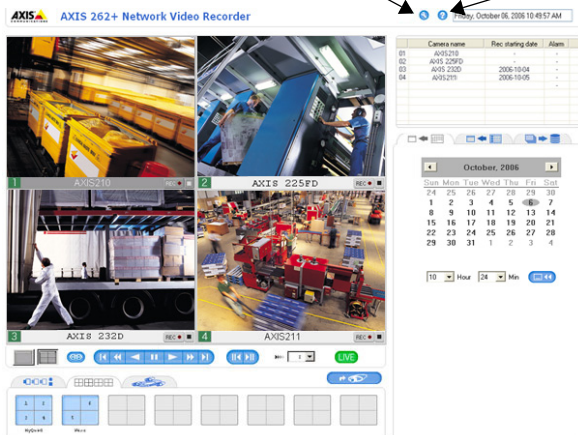 AXIS COMMUNICATIONS AXIS 262+ Network Video Recorder
Friday, October 06, 2006 10:49:57 AM
Camera name Rec starting date Alarm
01 AXIS210 - -
02 AXIS 225FD - -
03 AXIS 232D 2006-10-04 -
04 AXIS211 2006-10-05 -
1 AXIS210 REC
2 AXIS 225FD REC
3 AXIS 232D REC
4 AXIS211 REC
October, 2006
Sun Mon Tue Wed Thu Fri Sat
24 25 26 27 28 29 30
1 2 3 4 5 6 7
8 9 10 11 12 13 14
15 16 17 18 19 20 21
22 23 24 25 26 27 28
29 30 31 1 2 3 4
10 Hour 24 Min
1 LIVE
1 2
3 4
MyQuad